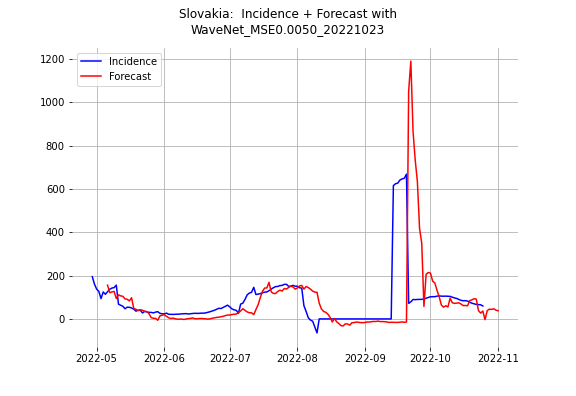 Slovakia:  Incidence + Forecast with
WaveNet_MSE0.0050_20221023
Incidence
Forecast
1200
1000
800
600
400
200
0
2022-05 2022-06 2022-07 2022-08 2022-09 2022-10 2022-11